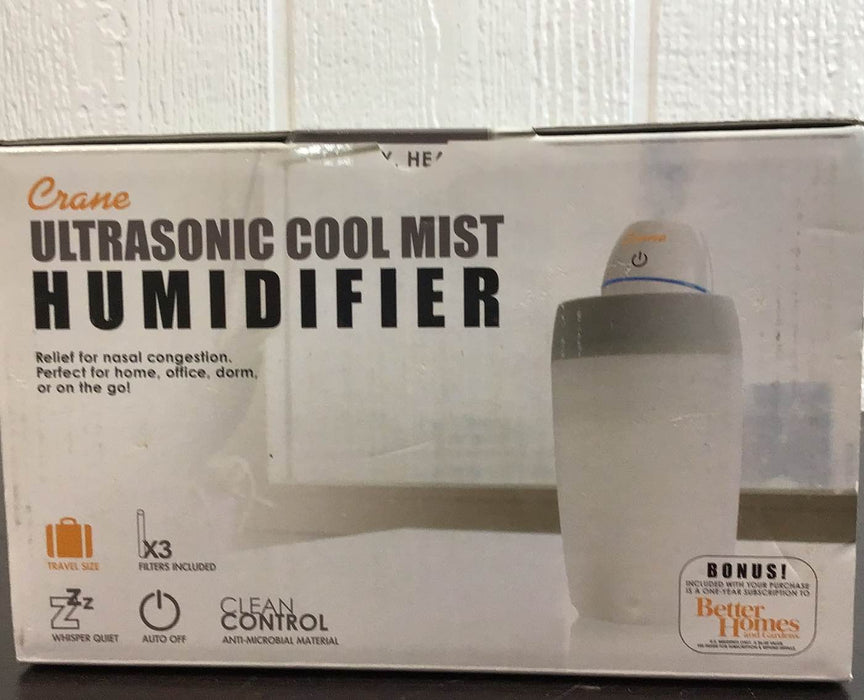 Crane
ULTRASONIC COOL MIST
HUMIDIFIER
Relief for nasal congestion.
Perfect for home, office, dorm,
or on the go!
Crane
TRAVEL SIZE
X3
FILTERS INCLUDED
ZZZ
WHISPER QUIET
AUTO OFF
CLEAN
CONTROL
ANTI-MICROBIAL MATERIAL
BONUS!
INCLUDED WITH YOUR PURCHASE
IS A ONE-YEAR SUBSCRIPTION TO
Better
Homes
and Gardens